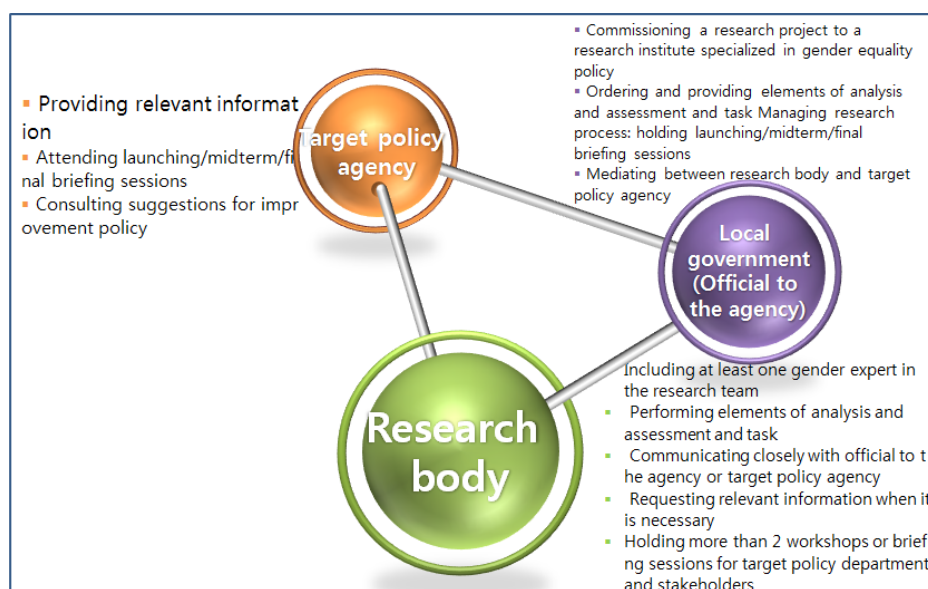 ▪ Providing relevant informat
ion
▪ Attending launching/midterm/fi
nal briefing sessions
▪ Consulting suggestions for impr
ovement policy
Target policy
agency
▪ Commissioning a research project to a
research institute specialized in gender equality
policy
▪ Ordering and providing elements of analysis
and assessment and task Managing research
process: holding launching/midterm/final
briefing sessions
▪ Mediating between research body and target
policy agency
Local
government
(Official to
the agency)
Research
body
Including at least one gender expert in
the research team
▪ Performing elements of analysis and
assessment and task
▪ Communicating closely with official to t
he agency or target policy agency
▪ Requesting relevant information when it
is necessary
▪ Holding more than 2 workshops or brief
ng sessions for target policy department
and stakeholders